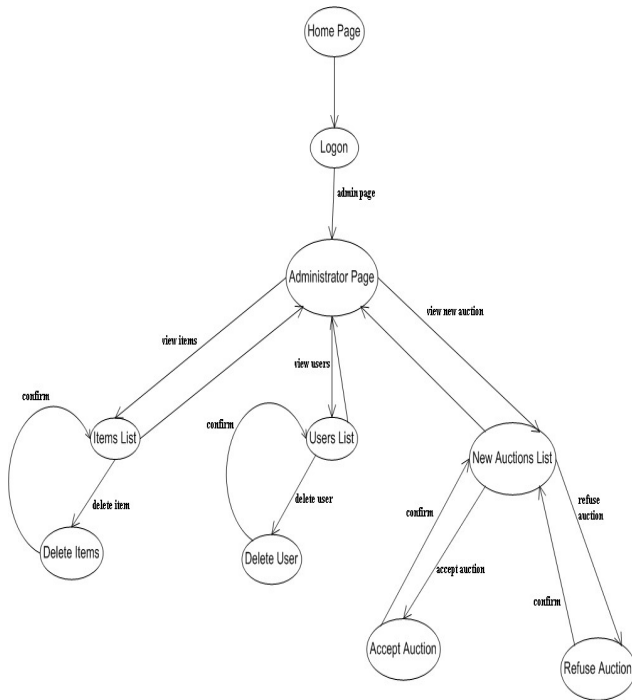 Home Page
Logon
admin page
Administrator Page
view items
view users
view new auction
confirm
confirm
Items List
Users List
New Auctions List
delete item
delete user
confirm
refuse
auction
Delete Items
Delete User
accept auction
confirm
Accept Auction
Refuse Auction